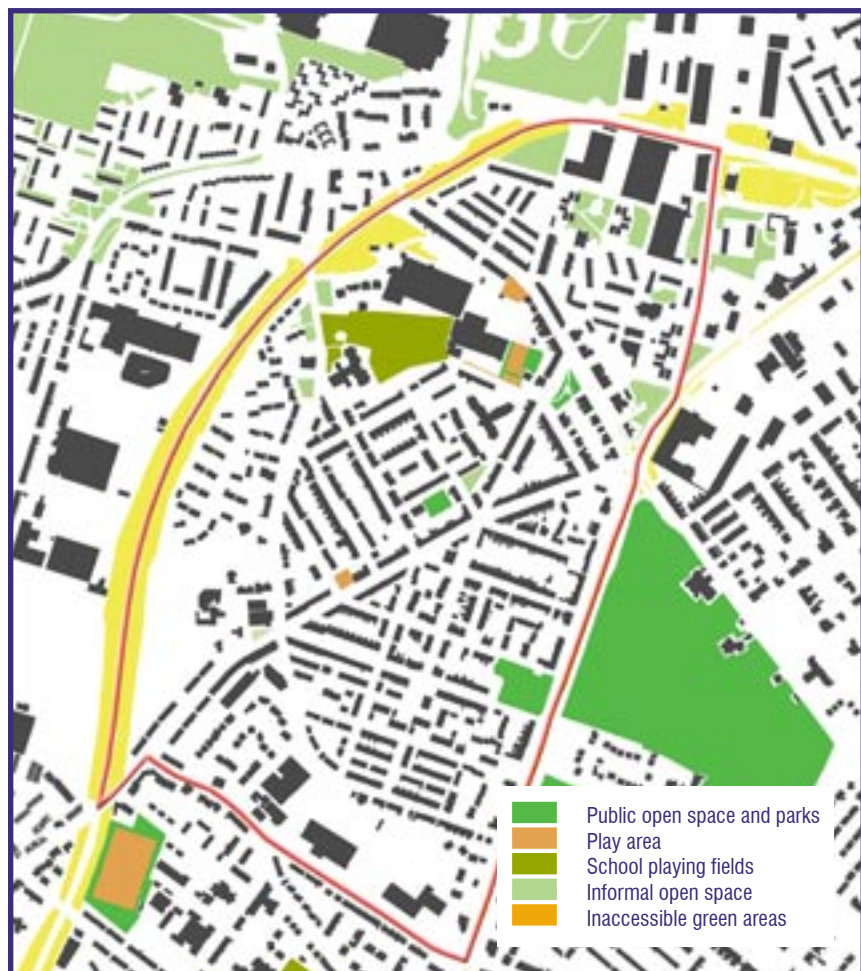 Public open space and parks
Play area
School playing fields
Informal open space
Inaccessible green areas